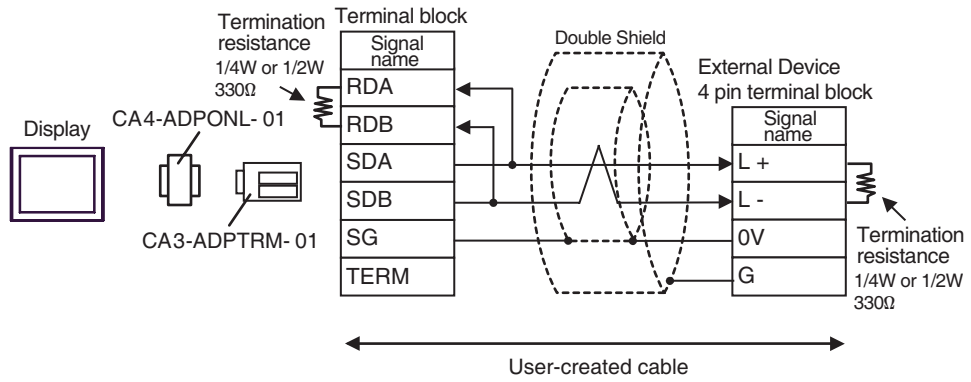 Display
CA4-ADPONL- 01
CA3-ADPTRM- 01
Termination
resistance
1/4W or 1/2W
330Ω
Terminal block
Signal
name
RDA
RDB
SDA
SDB
SG
TERM
Double Shield
External Device
4 pin terminal block
Signal
name
L +
L -
0V
G
Termination
resistance
1/4W or 1/2W
330Ω
User-created cable